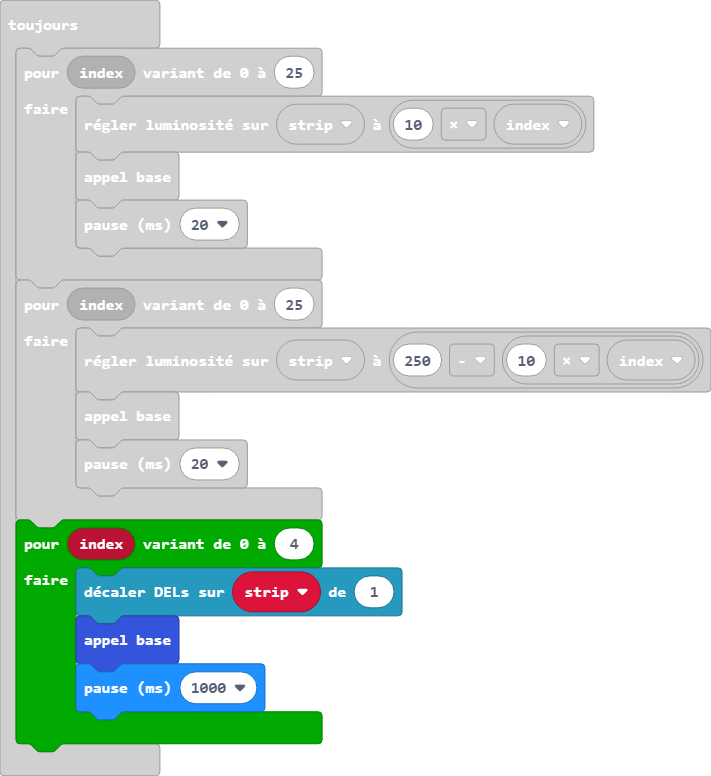 toujours
pour index variant de 0 à 25
faire
régler luminosité sur strip à 10 × index
appel base
pause (ms) 20
pour index variant de 0 à 25
faire
régler luminosité sur strip à 250 - 10 × index
appel base
pause (ms) 20
pour index variant de 0 à 4
faire
décaler DELs sur strip de 1
appel base
pause (ms) 1000